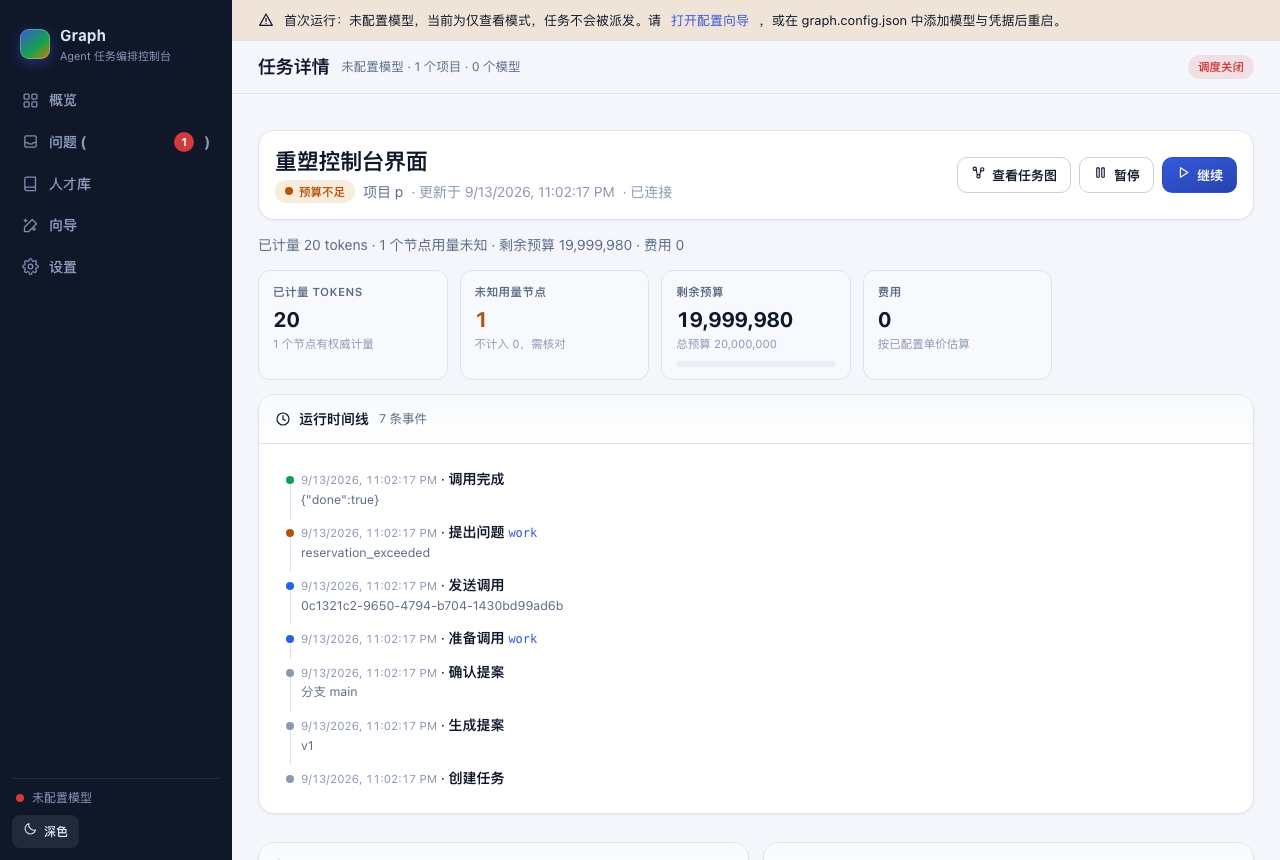 Graph
Agent 任务编排控制台
概览
问题 ( 1 )
人才库
向导
设置
未配置模型
深色
首次运行：未配置模型，当前为仅查看模式，任务不会被派发。请 打开配置向导 ，或在 graph.config.json 中添加模型与凭据后重启。
任务详情 未配置模型 · 1 个项目 · 0 个模型
调度关闭
重塑控制台界面
预算不足 项目 p · 更新于 9/13/2026, 11:02:17 PM · 已连接
查看任务图
暂停
继续
已计量 20 tokens · 1 个节点用量未知 · 剩余预算 19,999,980 · 费用 0
已计量 TOKENS
20
1 个节点有权威计量
未知用量节点
1
不计入 0，需核对
剩余预算
19,999,980
总预算 20,000,000
费用
0
按已配置单价估算
运行时间线 7 条事件
9/13/2026, 11:02:17 PM · 调用完成
{"done":true}
9/13/2026, 11:02:17 PM · 提出问题 work
reservation_exceeded
9/13/2026, 11:02:17 PM · 发送调用
0c1321c2-9650-4794-b704-1430bd99ad6b
9/13/2026, 11:02:17 PM · 准备调用 work
9/13/2026, 11:02:17 PM · 确认提案
分支 main
9/13/2026, 11:02:17 PM · 生成提案
v1
9/13/2026, 11:02:17 PM · 创建任务